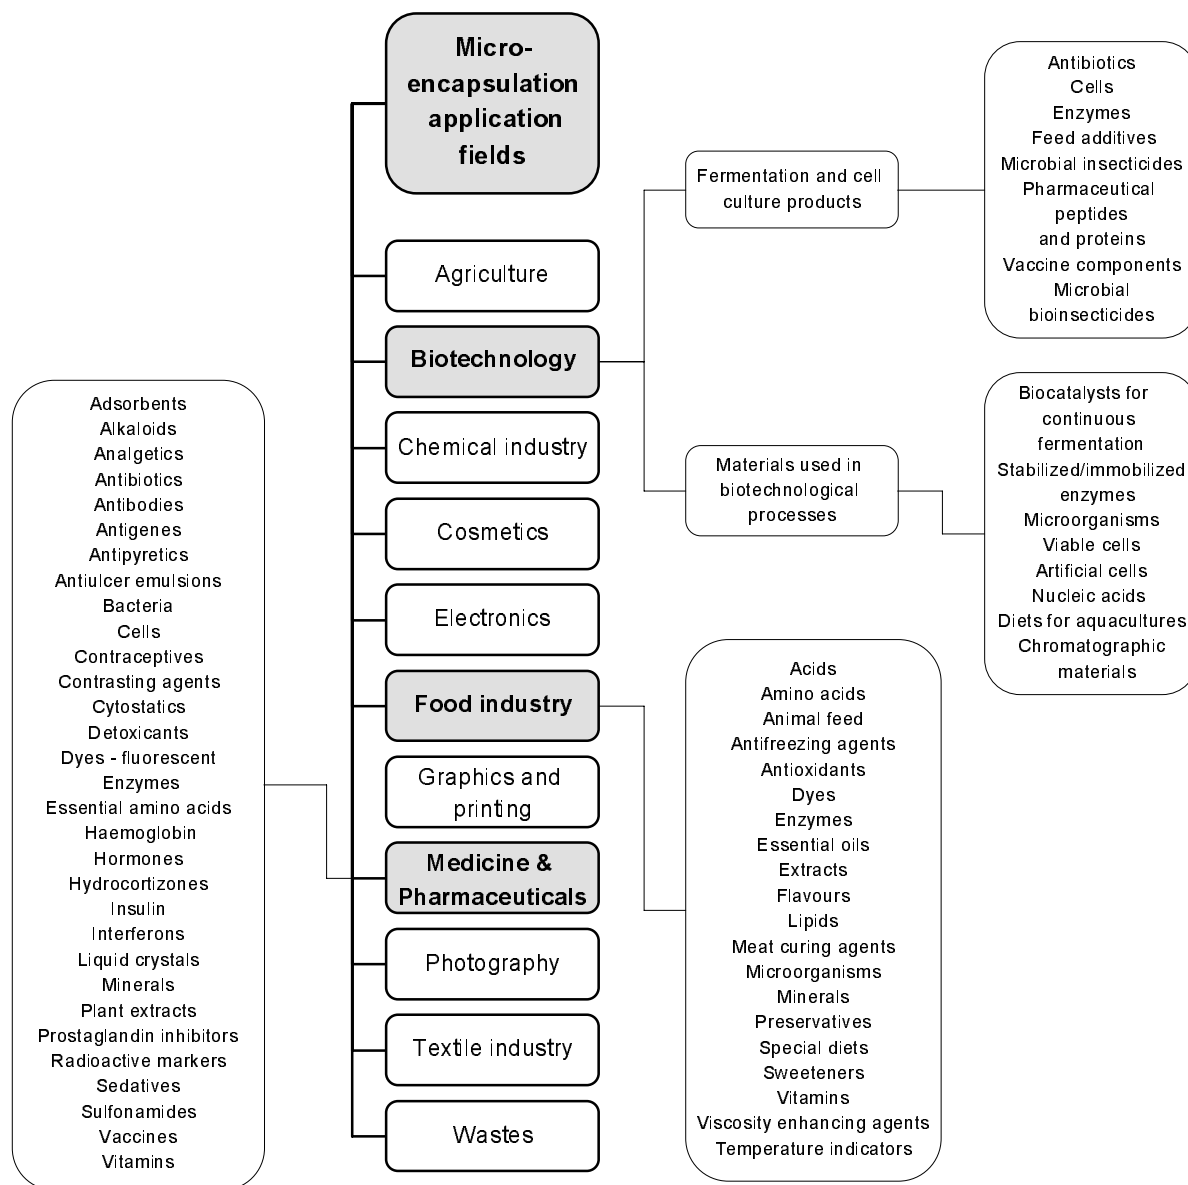 Micro-
encapsulation
application
fields
Agriculture
Biotechnology
Chemical industry
Cosmetics
Electronics
Food industry
Graphics and
printing
Medicine &
Pharmaceuticals
Photography
Textile industry
Wastes
Fermentation and cell
culture products
Antibiotics
Cells
Enzymes
Feed additives
Microbial insecticides
Pharmaceutical
peptides
and proteins
Vaccine components
Microbial
bioinsecticides
Materials used in
biotechnological
processes
Biocatalysts for
continuous
fermentation
Stabilized/immobilized
enzymes
Microorganisms
Viable cells
Artificial cells
Nucleic acids
Diets for aquacultures
Chromatographic
materials
Acids
Amino acids
Animal feed
Antifreezing agents
Antioxidants
Dyes
Enzymes
Essential oils
Extracts
Flavours
Lipids
Meat curing agents
Microorganisms
Minerals
Preservatives
Special diets
Sweeteners
Vitamins
Viscosity enhancing agents
Temperature indicators
Adsorbents
Alkaloids
Analgetics
Antibiotics
Antibodies
Antigenes
Antipyretics
Antiulcer emulsions
Bacteria
Cells
Contraceptives
Contrasting agents
Cytostatics
Detoxicants
Dyes - fluorescent
Enzymes
Essential amino acids
Haemoglobin
Hormones
Hydrocortizones
Insulin
Interferons
Liquid crystals
Minerals
Plant extracts
Prostaglandin inhibitors
Radioactive markers
Sedatives
Sulfonamides
Vaccines
Vitamins